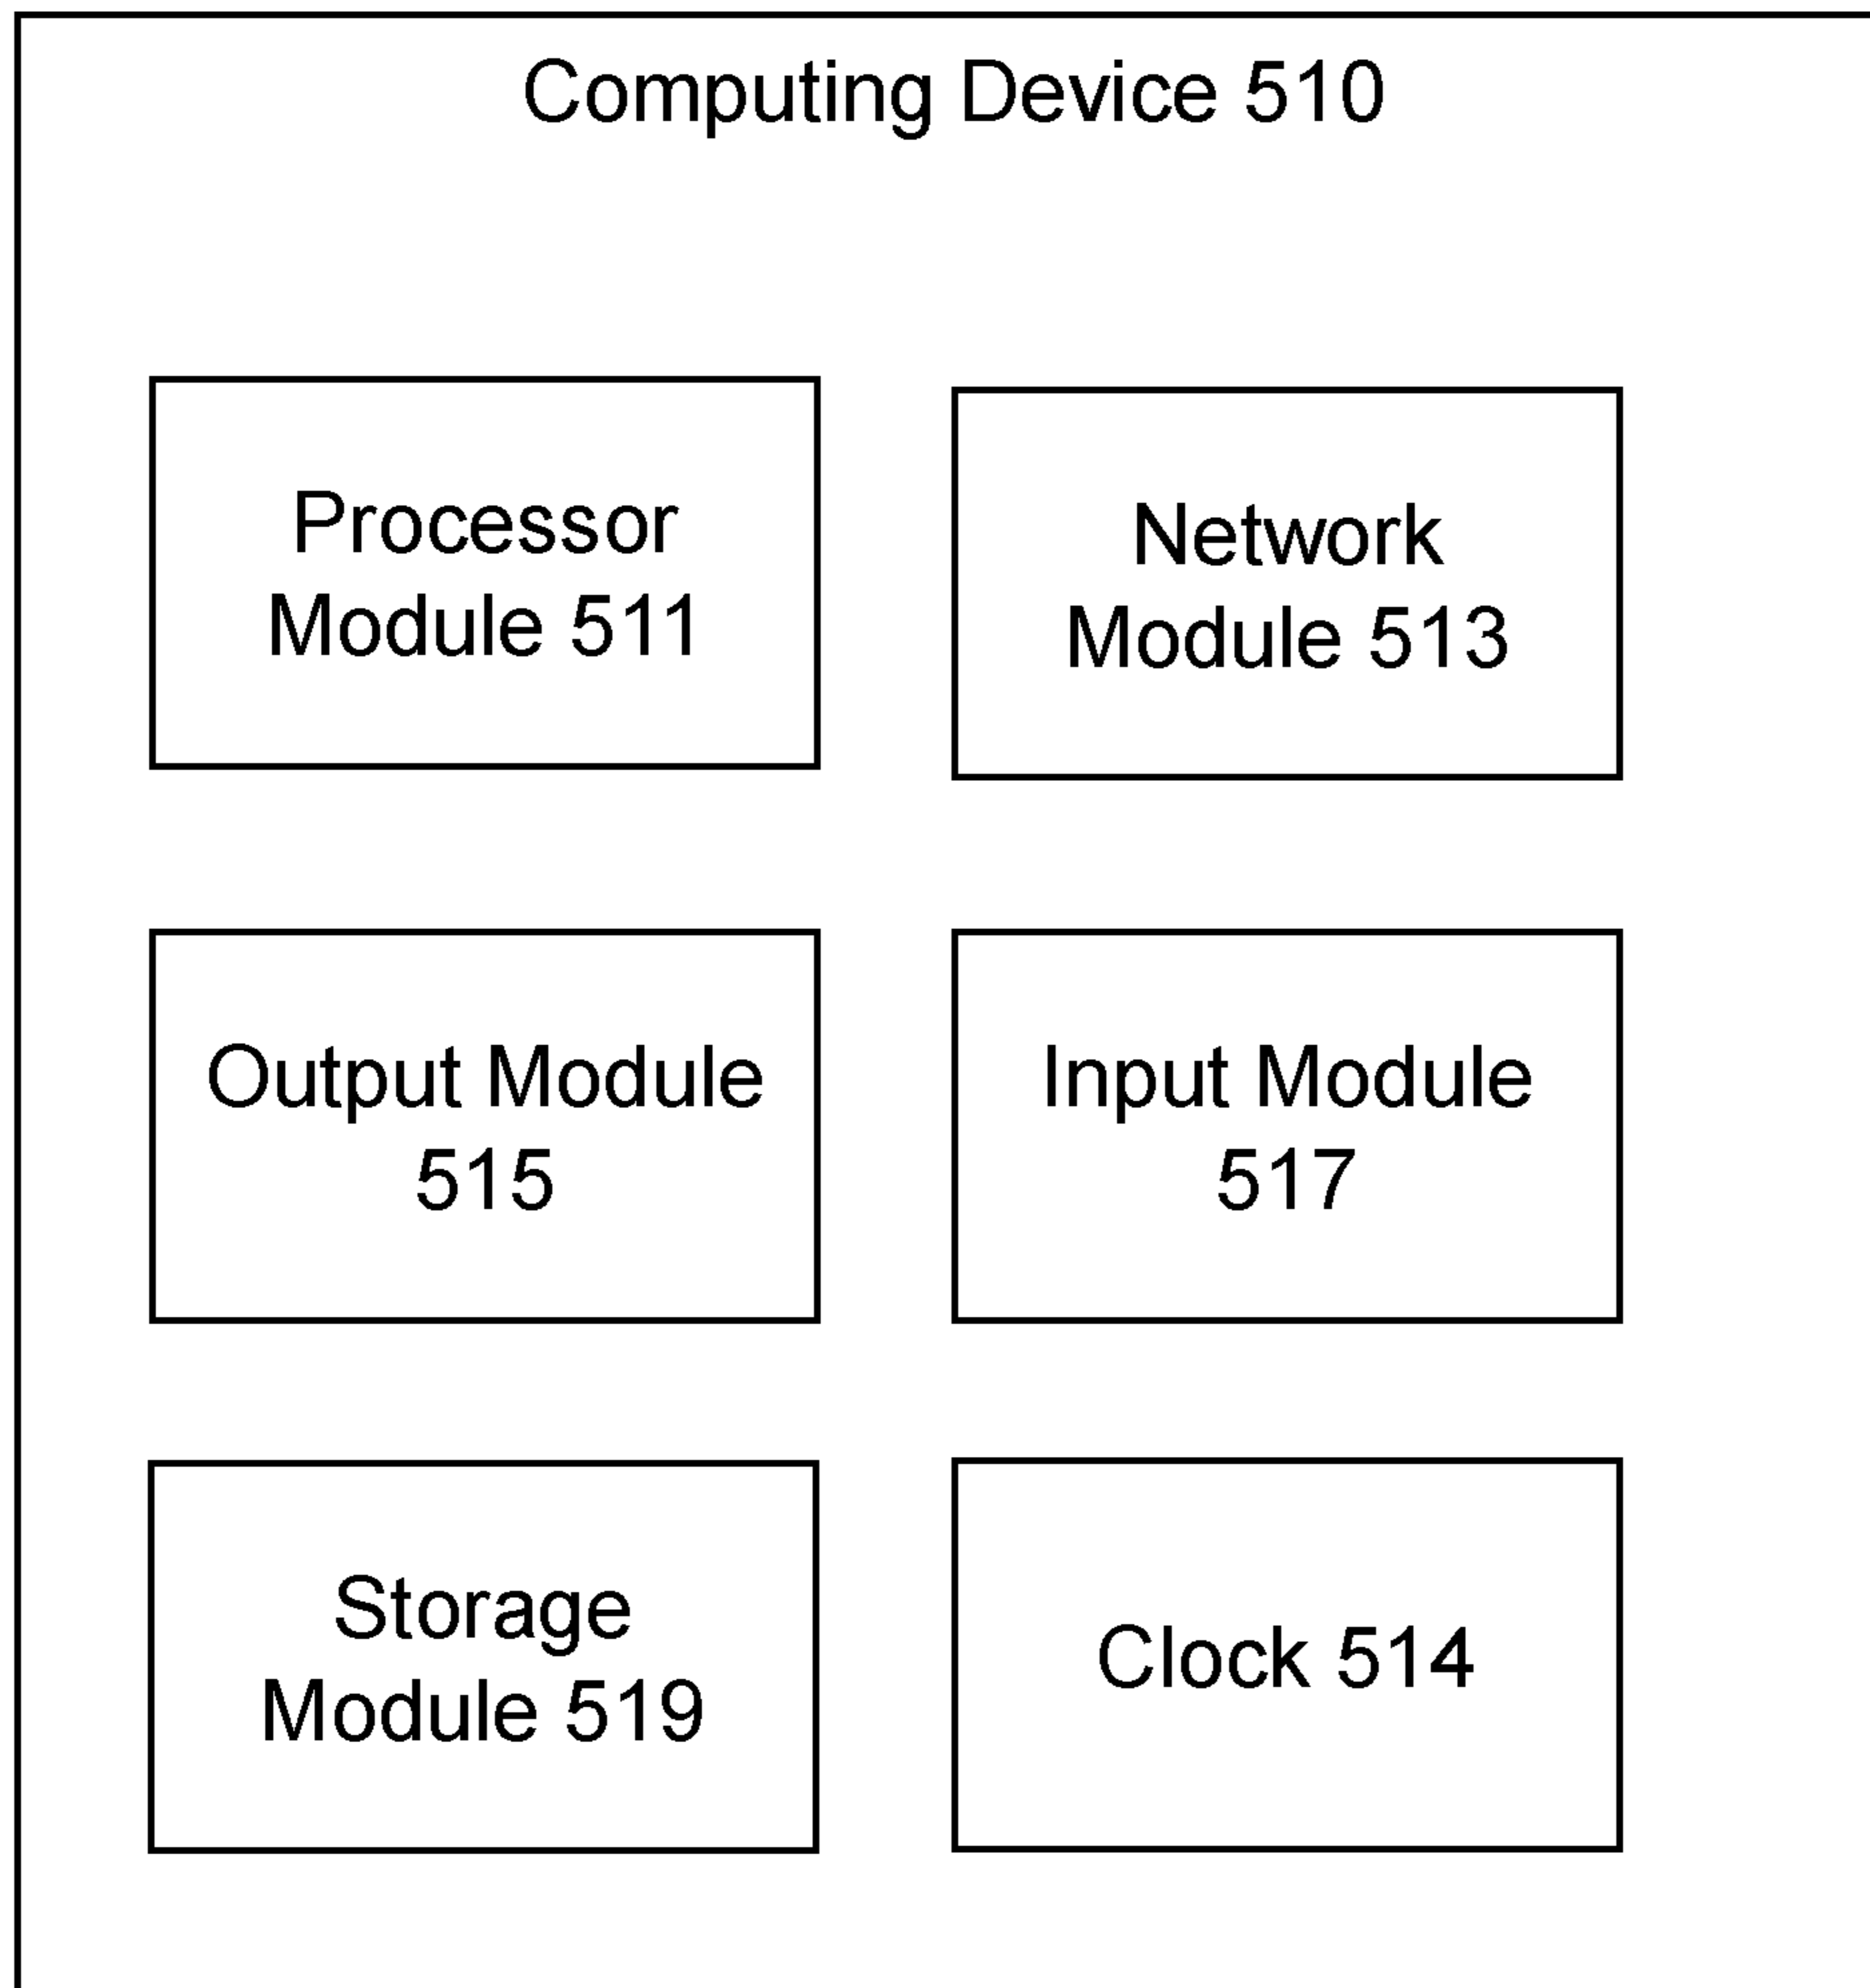 Computing Device 510
Processor
Module 511
Network
Module 513
Output Module
515
Input Module
517
Storage
Module 519
Clock 514